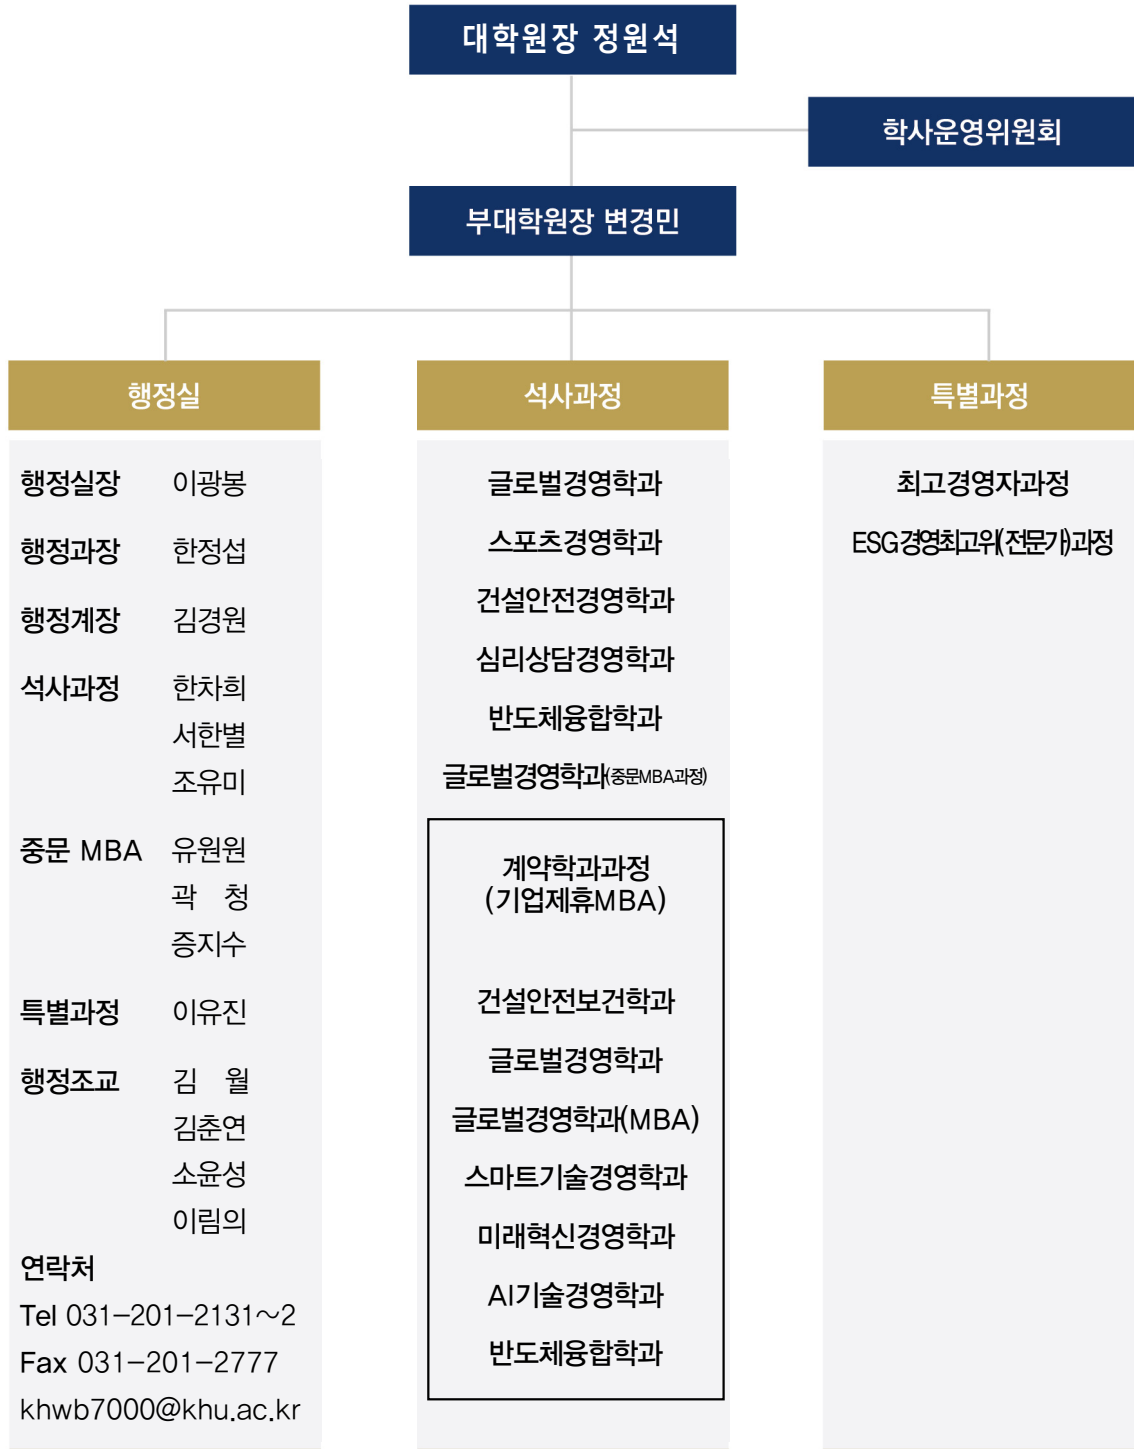 대학원장 정원석
학사운영위원회
부대학원장 변경민
행정실
행정실장 이광봉
행정과장 한정섭
행정계장 김경원
석사과정 한차희
서한별
조유미
중문 MBA 유원원
곽 청
증지수
특별과정 이유진
행정조교 김 월
김춘연
소윤성
이림의
연락처
Tel 031-201-2131~2
Fax 031-201-2777
khwb7000@khu.ac.kr
석사과정
글로벌경영학과
스포츠경영학과
건설안전경영학과
심리상담경영학과
반도체융합학과
글로벌경영학과(중문MBA과정)
계약학과과정
(기업제휴MBA)
건설안전보건학과
글로벌경영학과
글로벌경영학과(MBA)
스마트기술경영학과
미래혁신경영학과
AI기술경영학과
반도체융합학과
특별과정
최고경영자과정
ESG경영최고위(전문가)과정